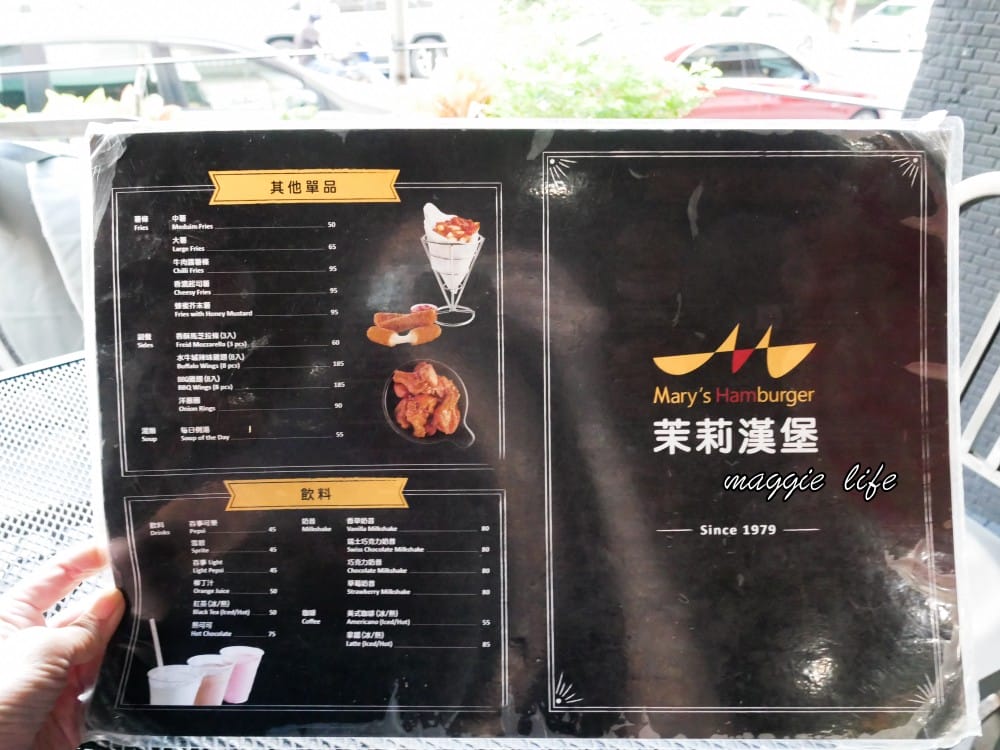 其他單品
薯條
Fries
中薯
Meduim Fries 50
大薯
Large Fries 65
牛肉醬薯條
Chilli Fries 95
香濃起司薯
Cheesy Fries 95
蜂蜜芥末薯
Fries with Honey Mustard 95
Sides
香酥馬芝拉條 (3入)
Freid Mozzarella (3 pcs) 60
水牛城辣味雞翅 (8入)
Buffalo Wings (8 pcs) 185
BBQ雞翅 (8入)
BBQ Wings (8 pcs) 185
洋蔥圈
Onion Rings 90
湯類
Soup
每日例湯
Soup of the Day 55
飲料
飲料
Drinks
百事可樂
Pepsi 45
雪碧
Sprite 45
百事 Light
Light Pepsi 45
柳丁汁
Orange Juice 50
紅茶 (冰/熱)
Black Tea (Iced/Hot) 50
熱可可
Hot Chocolate 75
奶昔
Milkshake
香草奶昔
Vanilla Milkshake 80
瑞士巧克力奶昔
Swiss Chocolate Milkshake 80
巧克力奶昔
Chocolate Milkshake 80
草莓奶昔
Strawberry Milkshake 80
咖啡
Coffee
美式咖啡 (冰/熱)
Americano (Iced/Hot) 55
拿鐵 (冰/熱)
Latte (Iced/Hot) 85
Mary's Hamburger
茉莉漢堡
maggie life
Since 1979